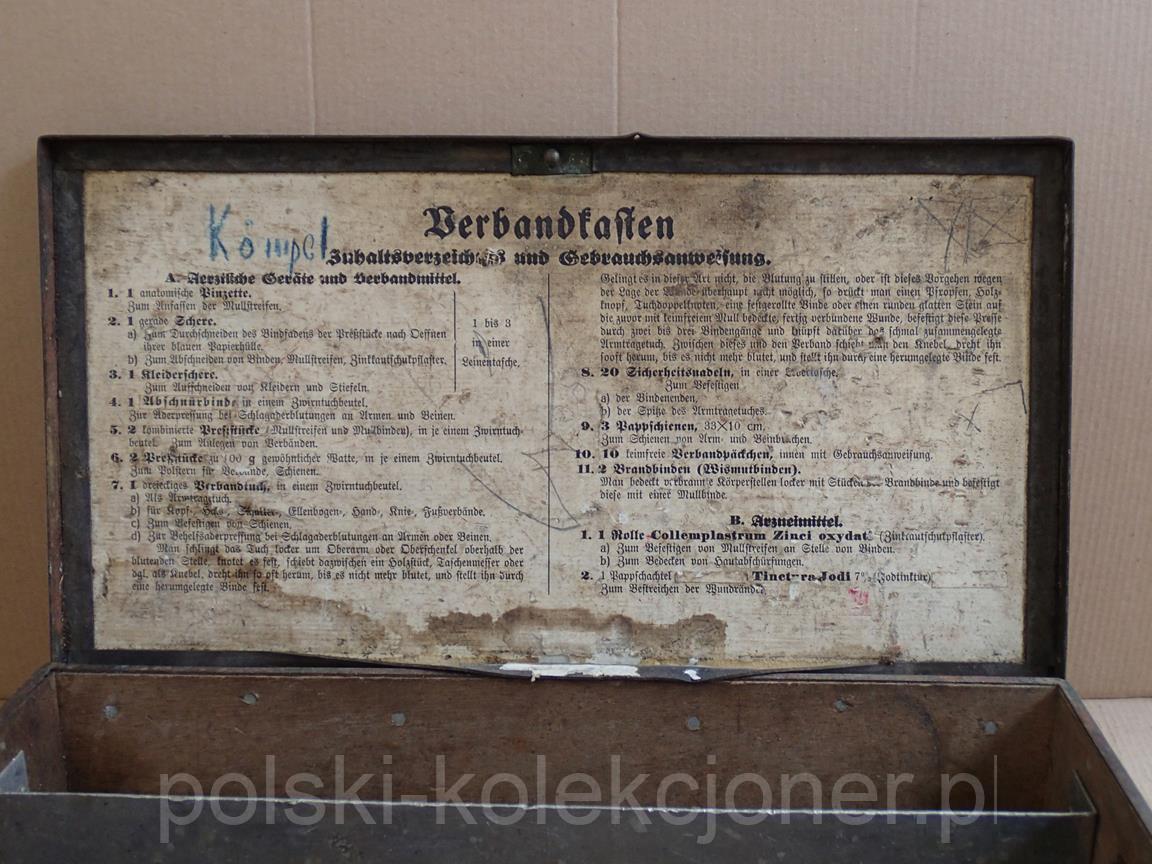 Kömpel
Verbandkasten
Inhaltsverzeichnis und Gebrauchsanweisung.
A. Aerztliche Geräte und Verbandmittel.
1. 1 anatomische Pinzette.
Zum Anfassen der Mullstreifen.
2. 1 gerade Schere.
a) Zum Durchschneiden des Bindfadens der Preßstücke nach Oeffnen
ihrer blauen Papierhülle.
b) Zum Abschneiden von Binden, Mullstreifen, Zinkkautschukpflaster.
1 bis 3
in einer
Leinentasche.
3. 1 Kleiderschere.
Zum Aufschneiden von Kleidern und Stiefeln.
4. 1 Abschnürbinde in einem Zwirntuchbeutel.
Zur Aderpressung bei Schlagaderblutungen an Armen und Beinen.
5. 2 kombinierte Preßstücke (Mullstreifen und Mullbinden), in je einem Zwirntuch-
beutel. Zum Anlegen von Verbänden.
6. 2 Preßstücke zu 100 g gewöhnlicher Watte, in je einem Zwirntuchbeutel.
Zum Polstern für Verbände, Schienen.
7. 1 dreieckiges Verbandtuch, in einem Zwirntuchbeutel.
a) Als Armtragetuch.
b) für Kopf-, Hals-, Schulter-, Ellenbogen-, Hand-, Knie-, Fußverbände.
c) Zum Befestigen von Schienen.
d) Zur Behelfsaderpressung bei Schlagaderblutungen an Armen oder Beinen.
Man schlingt das Tuch locker um Oberarm oder Oberschenkel oberhalb der
blutenden Stelle, knotet es fest, schiebt dazwischen ein Holzstück, Taschenmesser oder
dgl. als Knebel, dreht ihn so oft herum, bis es nicht mehr blutet, und stellt ihn durch
eine herumgelegte Binde fest.
Gelingt es in dieser Art nicht, die Blutung zu stillen, oder ist dieses Vorgehen wegen
der Lage der Wunde überhaupt nicht möglich, so drückt man einen Pfropfen, Holz-
knopf, Tuchdoppelknoten, eine festgerollte Binde oder einen runden glatten Stein auf
die zuvor mit keimfreiem Mull bedeckte, fertig verbundene Wunde, befestigt diese Presse
durch zwei bis drei Bindengänge und knüpft darüber das schmal zusammengelegte
Armtragetuch. Zwischen dieses und den Verband schiebt man den Knebel, dreht ihn
sooft herum, bis es nicht mehr blutet, und stellt ihn durch eine herumgelegte Binde fest.
8. 20 Sicherheitsnadeln, in einer
Zum Befestigen
a) der Bindenenden,
b) der Spitze des Armtragetuches.
9. 3 Pappschienen, 33×10 cm,
Zum Schienen von Arm- und Beinbrüchen.
10. 10 keimfreie Verbandpäckchen, innen mit Gebrauchsanweisung.
11. 2 Brandbinden (Wismutbinden).
Man bedeckt verbrannte Körperstellen locker mit Stücken der Brandbinde und befestigt
diese mit einer Mullbinde.
B. Arzneimittel.
1. 1 Rolle Collemplastrum Zinci oxydat. (Zinkkautschukpflaster).
a) Zum Befestigen von Mullstreifen an Stelle von Binden.
b) Zum Bedecken von Hautabschürfungen.
2. 1 Pappschachtel Tinctura Jodi 7% (Jodtinktur)
Zum Bestreichen der Wundränder.
polski-kolekcjoner.pl